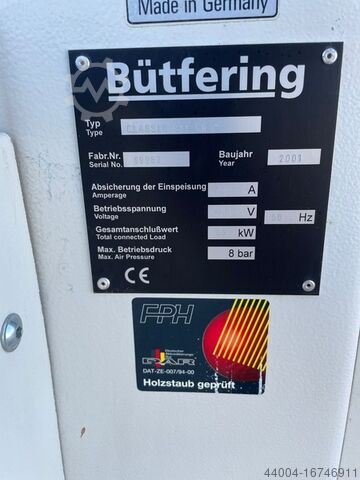 Made in Germany
Bütfering
Typ
Type
CLASSIC
Fabr.Nr.
Serial No.
Baujahr
Year
2001
Absicherung der Einspeisung
Amperage
A
Betriebsspannung
Voltage
V
Hz
Gesamtanschlußwert
Total connected Load
kW
Max. Betriebsdruck
Max. Air Pressure
8 bar
CE
FPH
DAR
DAT-ZE-007/94-00
Holzstaub geprüft
44004-16746911